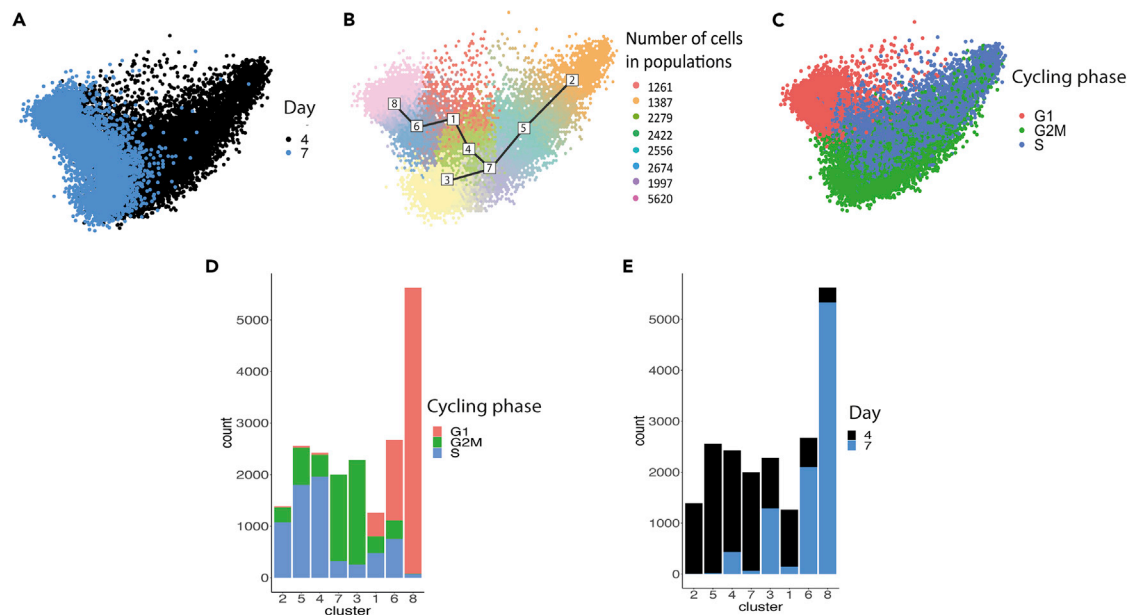 A
Day
4
7
B
8
6
1
4
3
7
5
2
Number of cells
in populations
1261
1387
2279
2422
2556
2674
1997
5620
C
Cycling phase
G1
G2M
S
D
5000
4000
3000
2000
1000
0
count
2 5 4 7 3 1 6 8
cluster
Cycling phase
G1
G2M
S
E
5000
4000
3000
2000
1000
0
count
2 5 4 7 3 1 6 8
cluster
Day
4
7